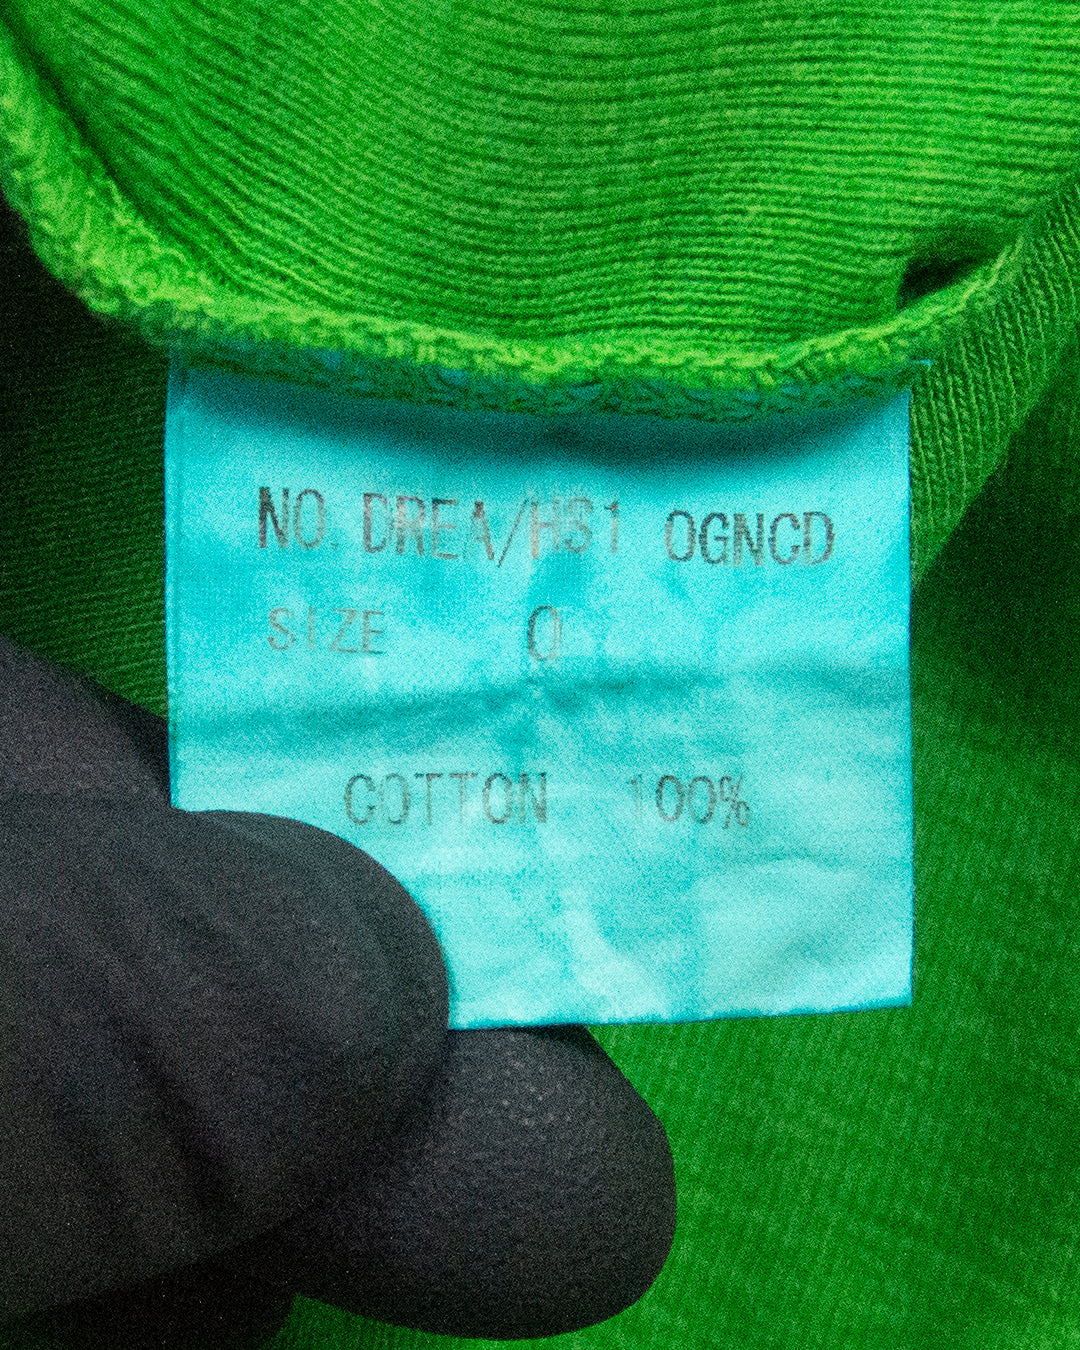 NO. DREA/HS1 OGNCD
SIZE 0
COTTON 100%